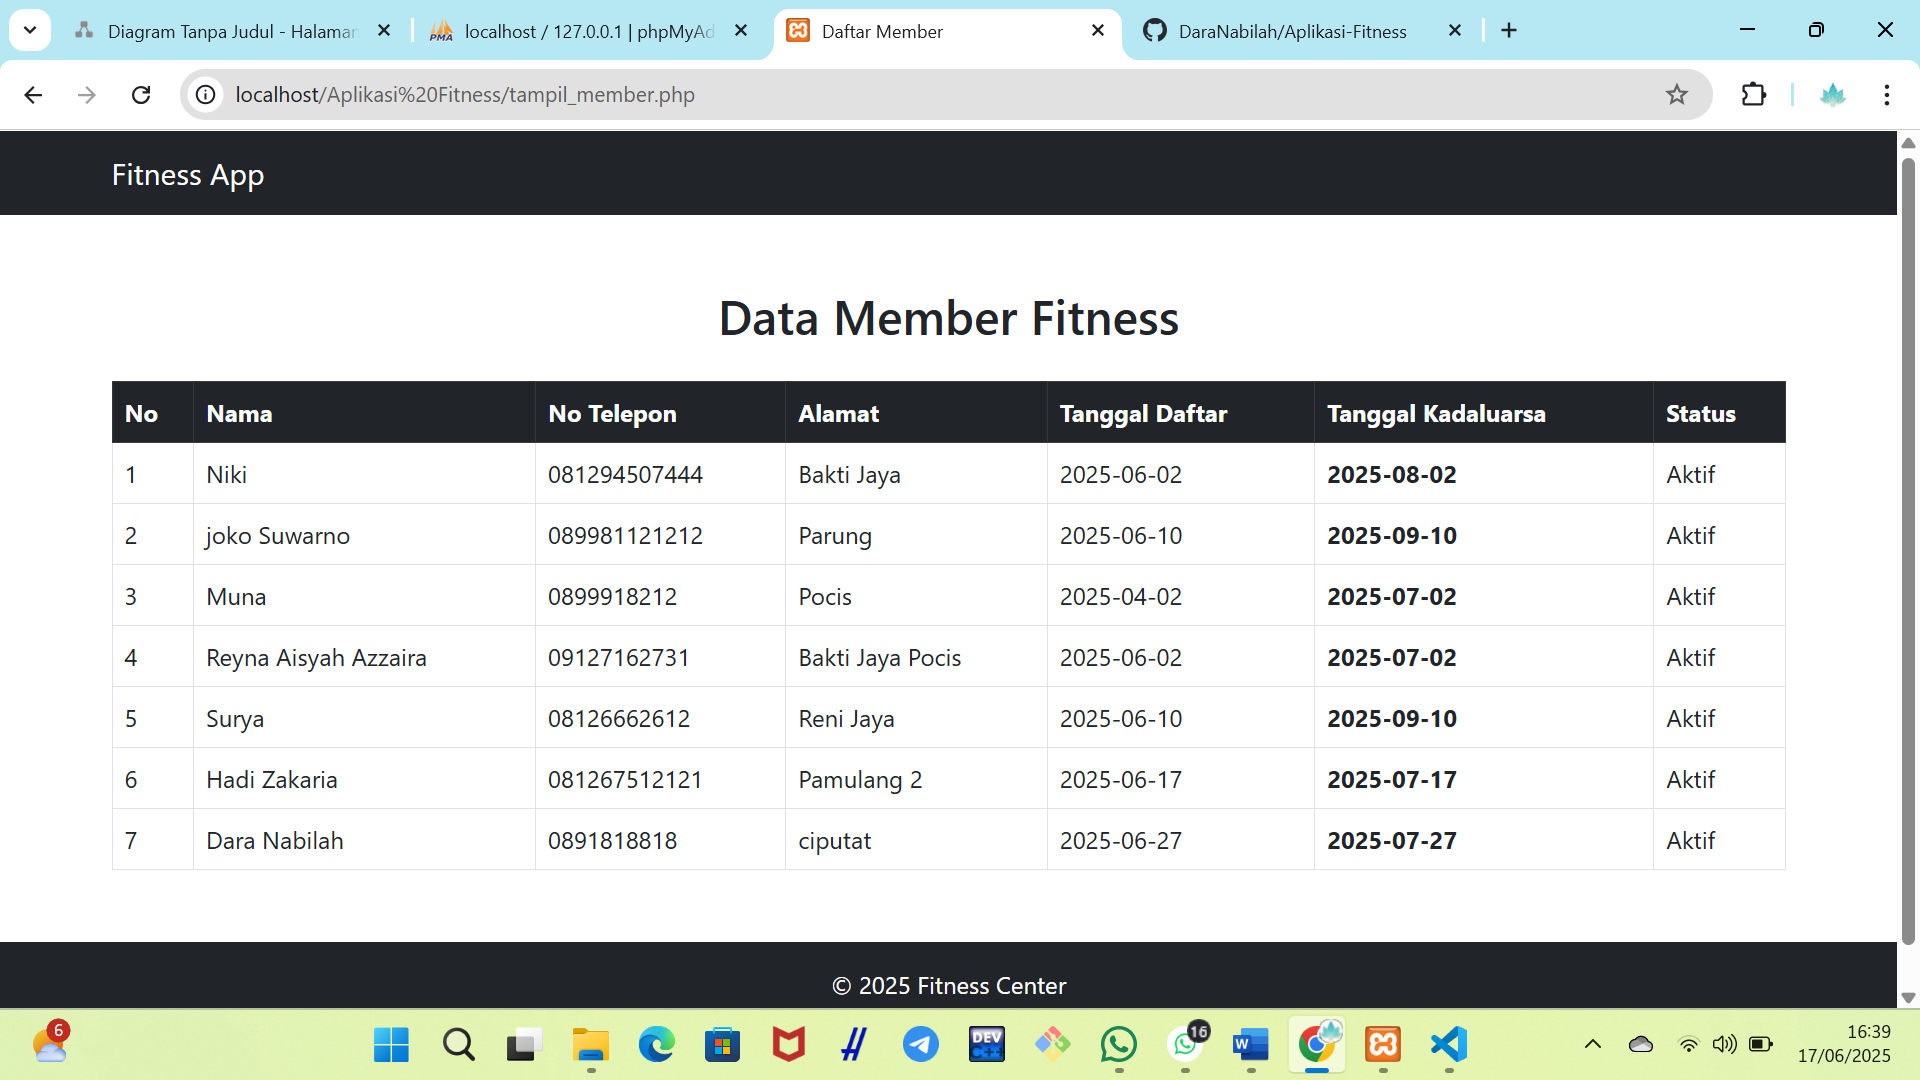 Diagram Tanpa Judul - Halaman
localhost / 127.0.0.1 | phpMyAd
Daftar Member
DaraNabilah/Aplikasi-Fitness
localhost/Aplikasi%20Fitness/tampil_member.php
Fitness App
Data Member Fitness
No Nama No Telepon Alamat Tanggal Daftar Tanggal Kadaluarsa Status
1 Niki 081294507444 Bakti Jaya 2025-06-02 2025-08-02 Aktif
2 joko Suwarno 089981121212 Parung 2025-06-10 2025-09-10 Aktif
3 Muna 0899918212 Pocis 2025-04-02 2025-07-02 Aktif
4 Reyna Aisyah Azzaira 09127162731 Bakti Jaya Pocis 2025-06-02 2025-07-02 Aktif
5 Surya 08126662612 Reni Jaya 2025-06-10 2025-09-10 Aktif
6 Hadi Zakaria 081267512121 Pamulang 2 2025-06-17 2025-07-17 Aktif
7 Dara Nabilah 0891818818 ciputat 2025-06-27 2025-07-27 Aktif
© 2025 Fitness Center
6
DEV
C++
16
W
16:39
17/06/2025